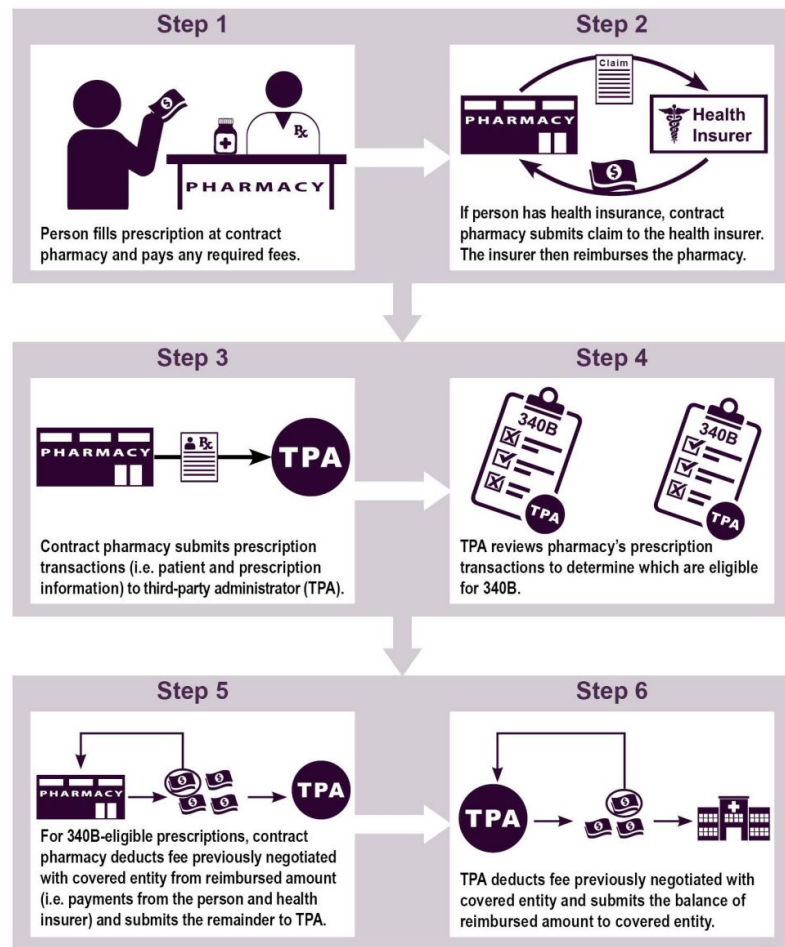 Step 1
Rx
PHARMACY
Person fills prescription at contract
pharmacy and pays any required fees.
Step 2
Claim
PHARMACY
Health
Insurer
If person has health insurance, contract
pharmacy submits claim to the health insurer.
The insurer then reimburses the pharmacy.
Step 3
PHARMACY
Rx
TPA
Contract pharmacy submits prescription
transactions (i.e. patient and prescription
information) to third-party administrator (TPA).
Step 4
340B
TPA
340B
TPA
TPA reviews pharmacy's prescription
transactions to determine which are eligible
for 340B.
Step 5
PHARMACY
TPA
For 340B-eligible prescriptions, contract
pharmacy deducts fee previously negotiated
with covered entity from reimbursed amount
(i.e. payments from the person and health
insurer) and submits the remainder to TPA.
Step 6
TPA
TPA deducts fee previously negotiated with
covered entity and submits the balance of
reimbursed amount to covered entity.